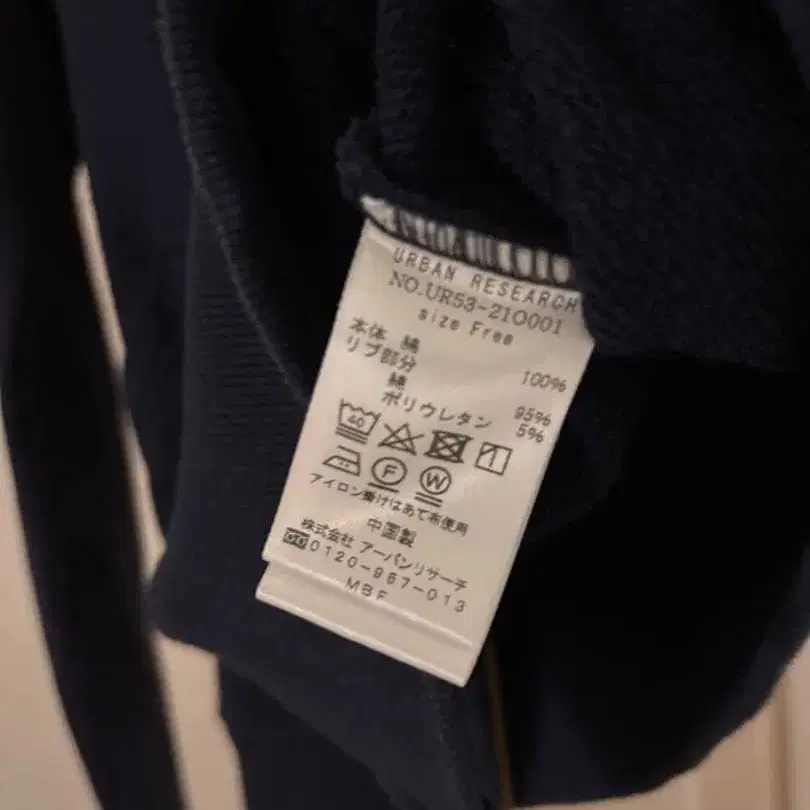 URBAN RESEARCH
NO.UR53-21O001
size Free
本体 綿 100%
リブ部分
綿 95%
ポリウレタン 5%
40
F W
アイロン掛けはあて布使用
中国製
株式会社 アーバンリサーチ
0120-967-013
MBF